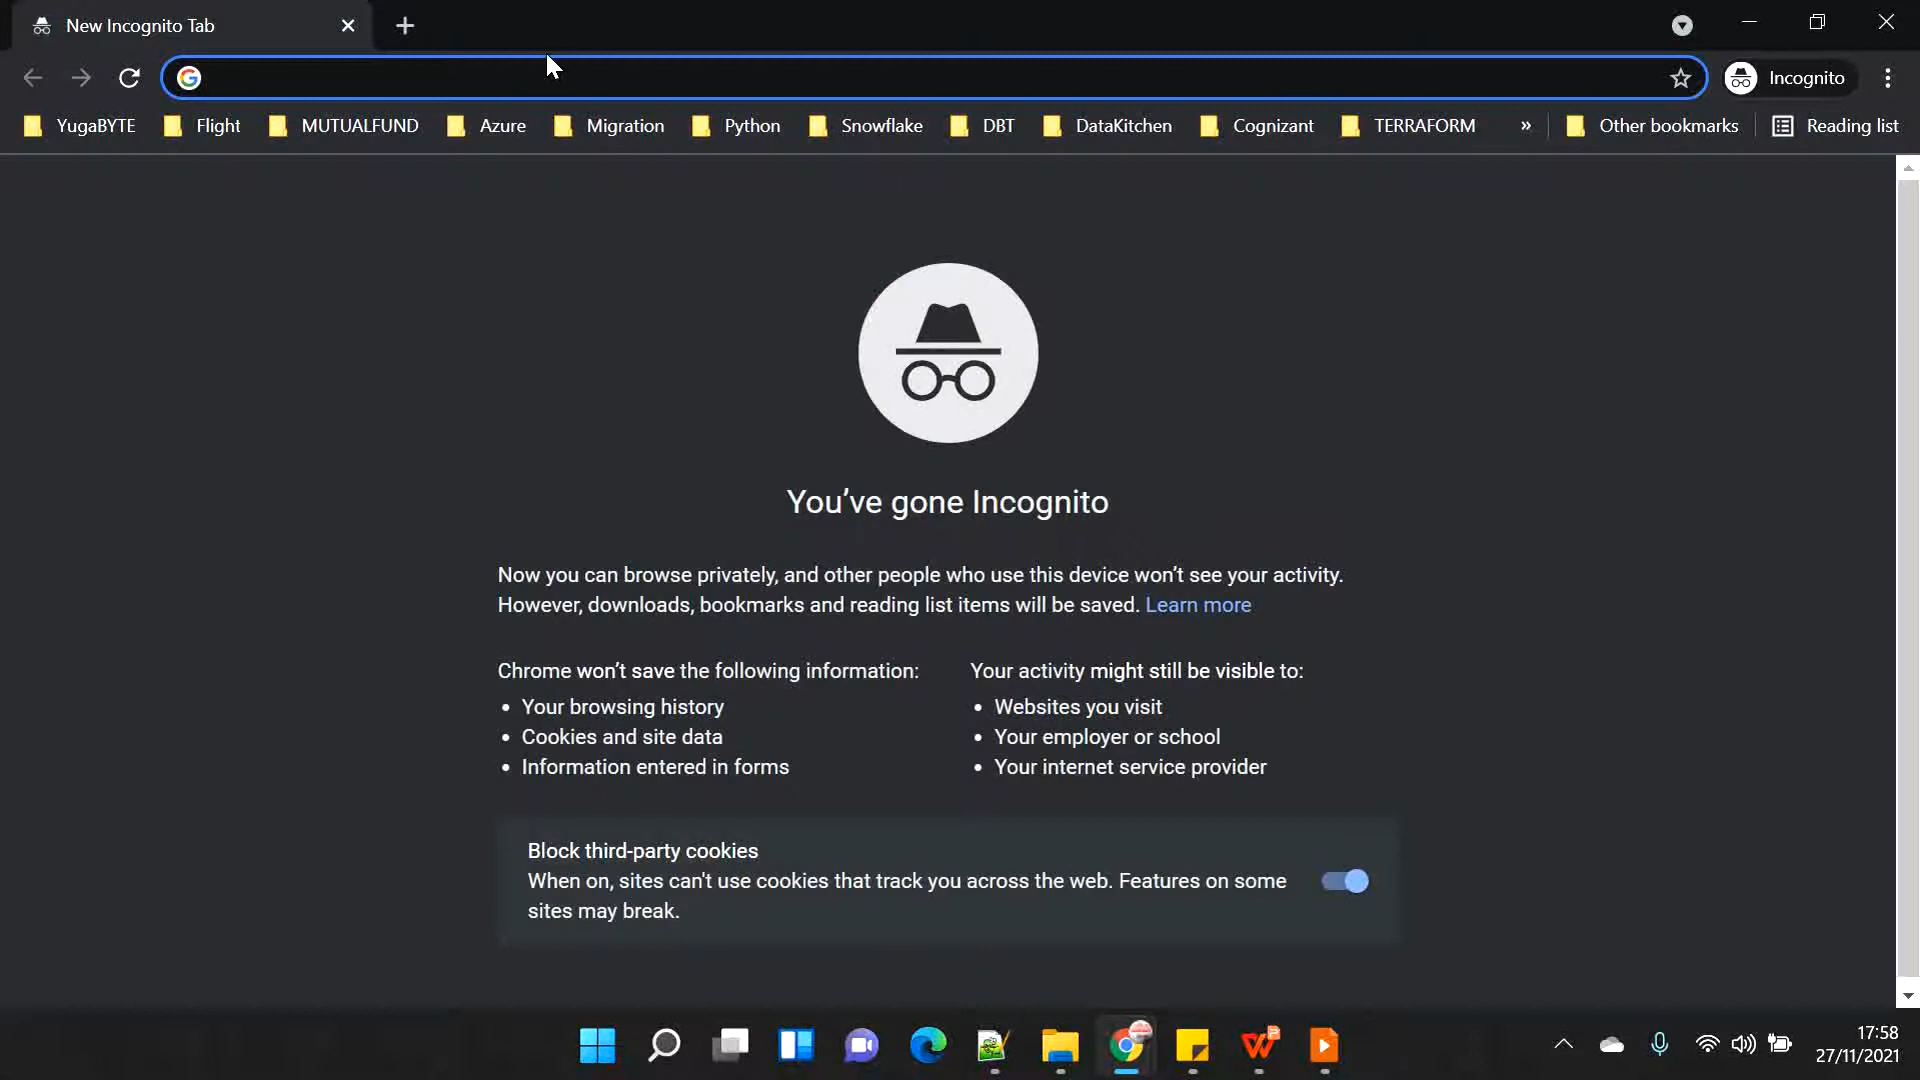 New Incognito Tab
Incognito
YugaBYTE Flight MUTUALFUND Azure Migration Python Snowflake DBT DataKitchen Cognizant TERRAFORM » Other bookmarks Reading list
You've gone Incognito
Now you can browse privately, and other people who use this device won't see your activity.
However, downloads, bookmarks and reading list items will be saved. Learn more
Chrome won't save the following information:
• Your browsing history
• Cookies and site data
• Information entered in forms
Your activity might still be visible to:
• Websites you visit
• Your employer or school
• Your internet service provider
Block third-party cookies
When on, sites can't use cookies that track you across the web. Features on some
sites may break.
17:58
27/11/2021